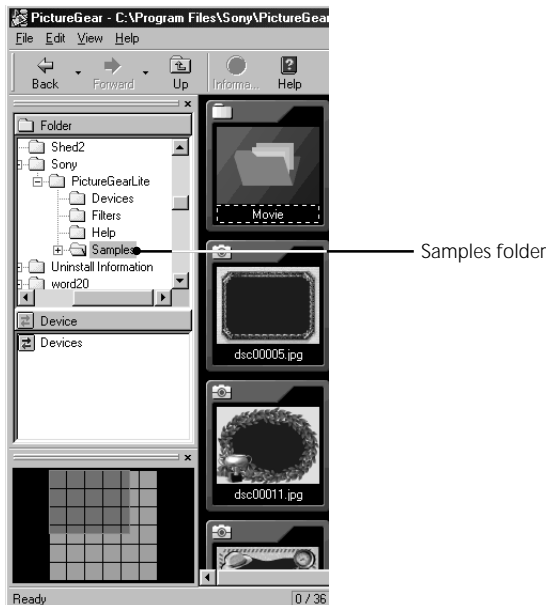 PictureGear - C:\Program Files\Sony\PictureGear
File Edit View Help
Back Forward Up Informa... Help
Folder
Shed2
Sony
PictureGearLite
Devices
Filters
Help
Samples
Uninstall Information
word20
Device
Devices
Movie
dsc00005.jpg
dsc00011.jpg
Samples folder
Ready 0 / 36